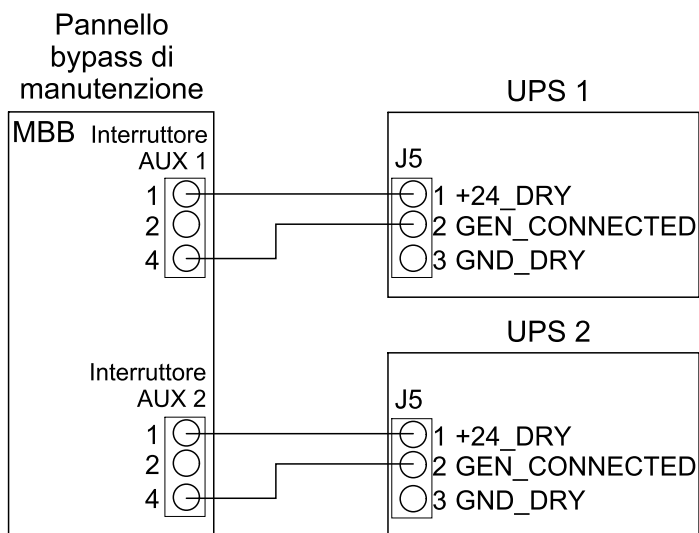 Pannello
bypass di
manutenzione
UPS 1
MBB Interruttore
AUX 1
J5
1
1 +24_DRY
2
2 GEN_CONNECTED
4
3 GND_DRY
UPS 2
Interruttore
AUX 2
J5
1
1 +24_DRY
2
2 GEN_CONNECTED
4
3 GND_DRY